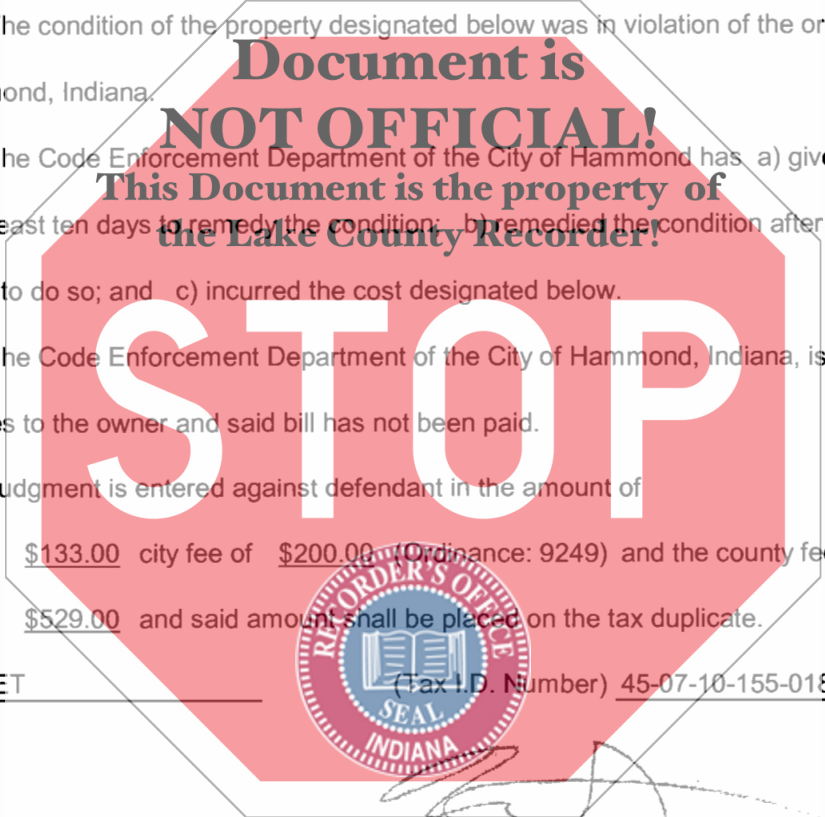 he condition of the property designated below was in violation of the or
Document is
ond, Indiana.
NOT OFFICIAL!
he Code Enforcement Department of the City of Hammond has a) give
This Document is the property of
east ten days to remedy the condition; b) remedied the condition after
the Lake County Recorder!
to do so; and c) incurred the cost designated below.
STOP
he Code Enforcement Department of the City of Hammond, Indiana, is
s to the owner and said bill has not been paid.
udgment is entered against defendant in the amount of
$133.00 city fee of $200.00 (Ordinance: 9249) and the county fee
$529.00 and said amount shall be placed on the tax duplicate.
RECORDER'S OFFICE
SEAL
INDIANA
ET (Tax I.D. Number) 45-07-10-155-018